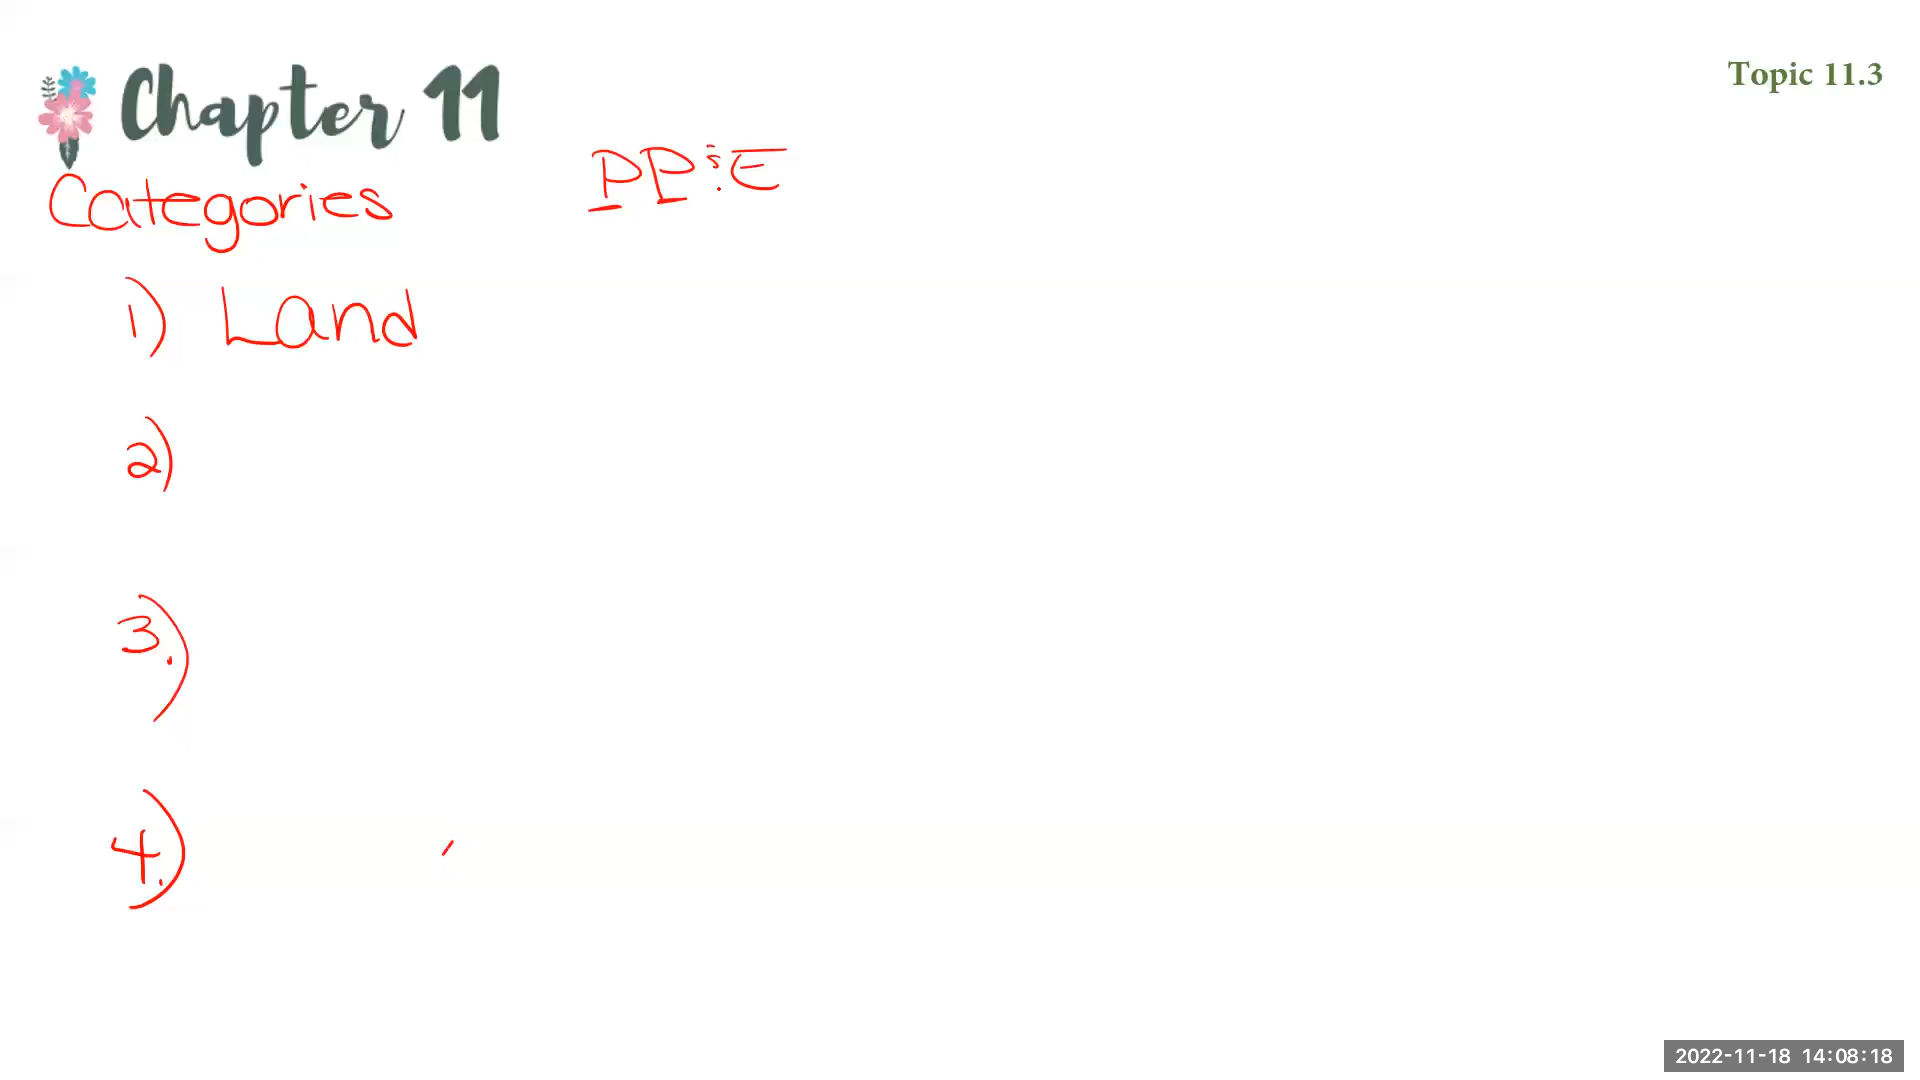 Chapter 11
Topic 11.3
PP&E
Categories
1) Land
2)
3.)
4.)
2022-11-18 14:08:18